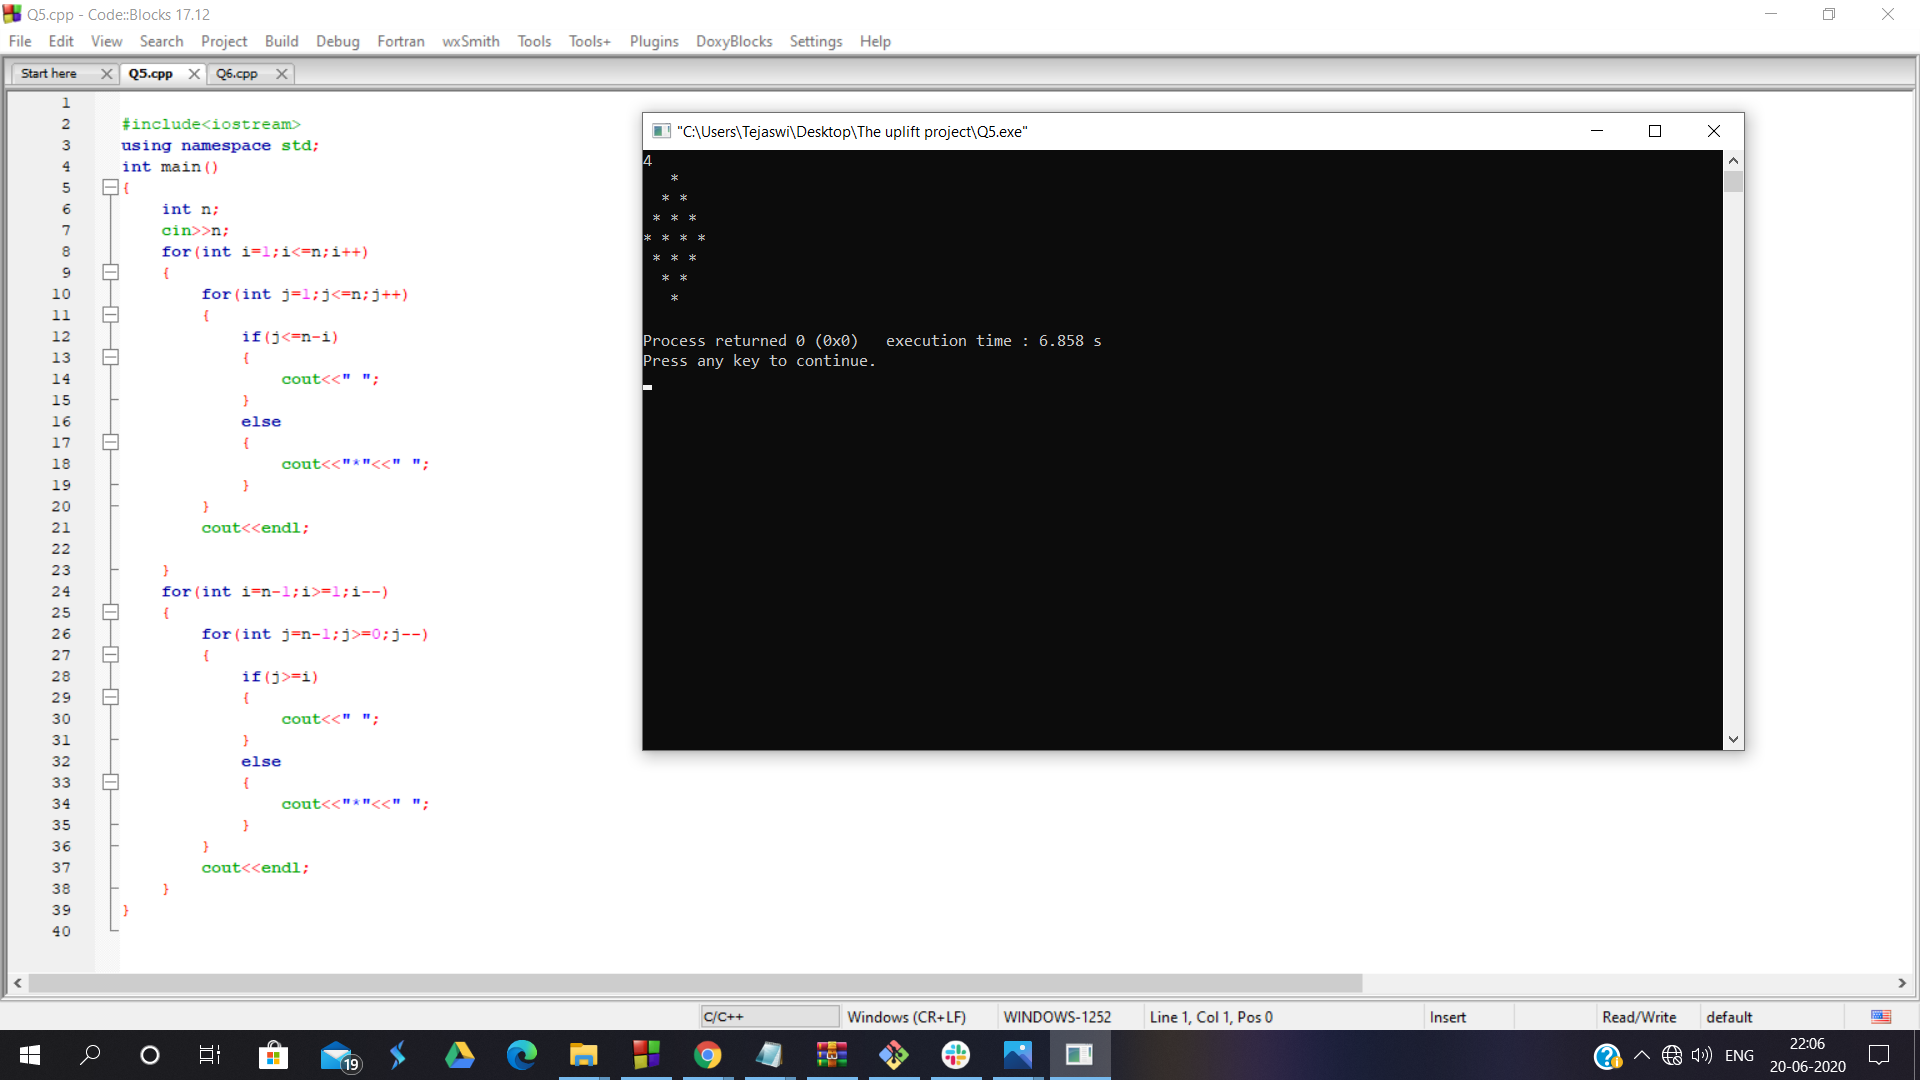 Q5.cpp - Code::Blocks 17.12
File Edit View Search Project Build Debug Fortran wxSmith Tools Tools+ Plugins DoxyBlocks Settings Help
Start here Q5.cpp Q6.cpp
1
2 #include<iostream>
3 using namespace std;
4 int main()
5 {
6 int n;
7 cin>>n;
8 for(int i=1;i<=n;i++)
9 {
10 for(int j=1;j<=n;j++)
11 {
12 if(j<=n-i)
13 {
14 cout<<" ";
15 }
16 else
17 {
18 cout<<"*"<<" ";
19 }
20 }
21 cout<<endl;
22
23 }
24 for(int i=n-1;i>=1;i--)
25 {
26 for(int j=n-1;j>=0;j--)
27 {
28 if(j>=i)
29 {
30 cout<<" ";
31 }
32 else
33 {
34 cout<<"*"<<" ";
35 }
36 }
37 cout<<endl;
38 }
39 }
40
"C:\Users\Tejaswi\Desktop\The uplift project\Q5.exe"
4
   *
  * *
 * * *
* * * *
 * * *
  * *
   *
Process returned 0 (0x0)   execution time : 6.858 s
Press any key to continue.
C/C++ Windows (CR+LF) WINDOWS-1252 Line 1, Col 1, Pos 0 Insert Read/Write default
19 ENG 22:06
20-06-2020